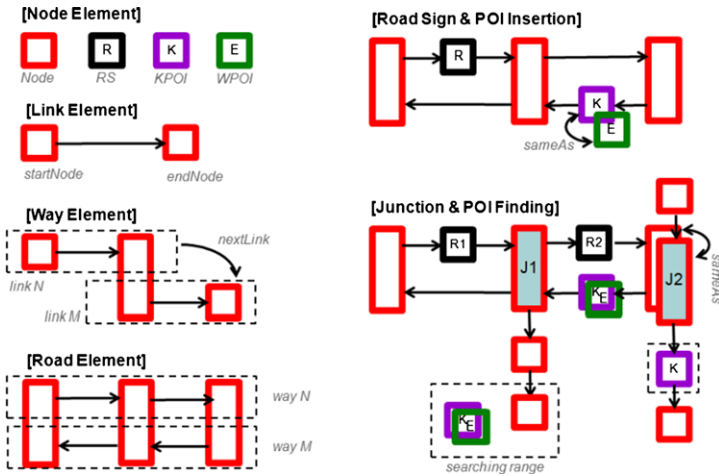 [Node Element]
R K E
Node RS KPOI WPOI
[Link Element]
startNode
endNode
[Way Element]
nextLink
link N
link M
[Road Element]
way N
way M
[Road Sign & POI Insertion]
R
K
E
sameAs
[Junction & POI Finding]
R1 J1 R2 J2
sameAs
K E
K
K E
searching range